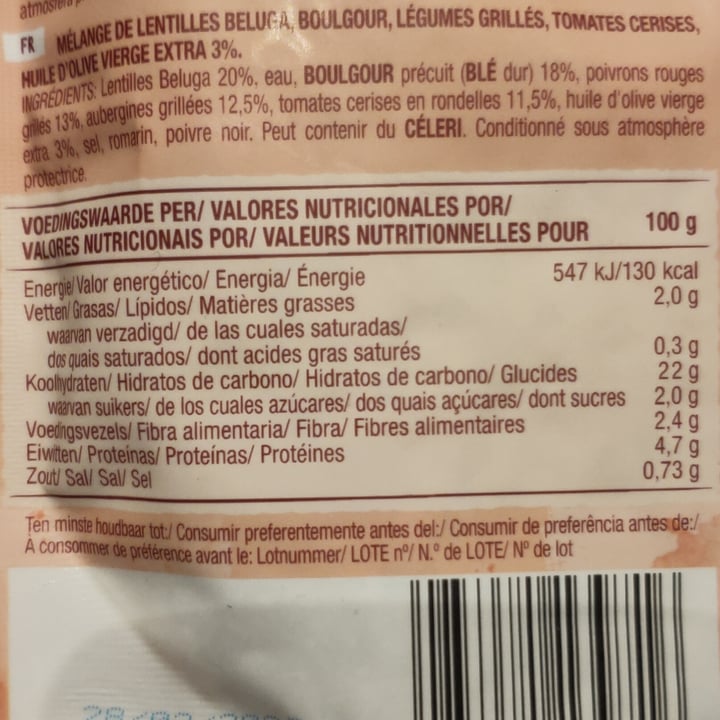 FR MÉLANGE DE LENTILLES BELUGA, BOULGOUR, LÉGUMES GRILLÉS, TOMATES CERISES,
HUILE D'OLIVE VIERGE EXTRA 3%.
INGRÉDIENTS: Lentilles Beluga 20%, eau, BOULGOUR précuit (BLÉ dur) 18%, poivrons rouges
grillés 13%, aubergines grillées 12,5%, tomates cerises en rondelles 11,5%, huile d'olive vierge
extra 3%, sel, romarin, poivre noir. Peut contenir du CÉLERI. Conditionné sous atmosphère
protectrice.
VOEDINGSWAARDE PER/ VALORES NUTRICIONALES POR/
VALORES NUTRICIONAIS POR/ VALEURS NUTRITIONNELLES POUR 100 g
Energie/ Valor energético/ Energia/ Énergie 547 kJ/130 kcal
Vetten/ Grasas/ Lípidos/ Matières grasses 2,0 g
waarvan verzadigd/ de las cuales saturadas/
dos quais saturados/ dont acides gras saturés 0,3 g
Koolhydraten/ Hidratos de carbono/ Hidratos de carbono/ Glucides 22 g
waarvan suikers/ de los cuales azúcares/ dos quais açúcares/ dont sucres 2,0 g
Voedingsvezels/ Fibra alimentaria/ Fibra/ Fibres alimentaires 2,4 g
Eiwitten/ Proteínas/ Proteínas/ Protéines 4,7 g
Zout/ Sal/ Sal/ Sel 0,73 g
Ten minste houdbaar tot:/ Consumir preferentemente antes del:/ Consumir de preferência antes de:/
À consommer de préférence avant le: Lotnummer/ LOTE nº/ N.º de LOTE/ Nº de lot